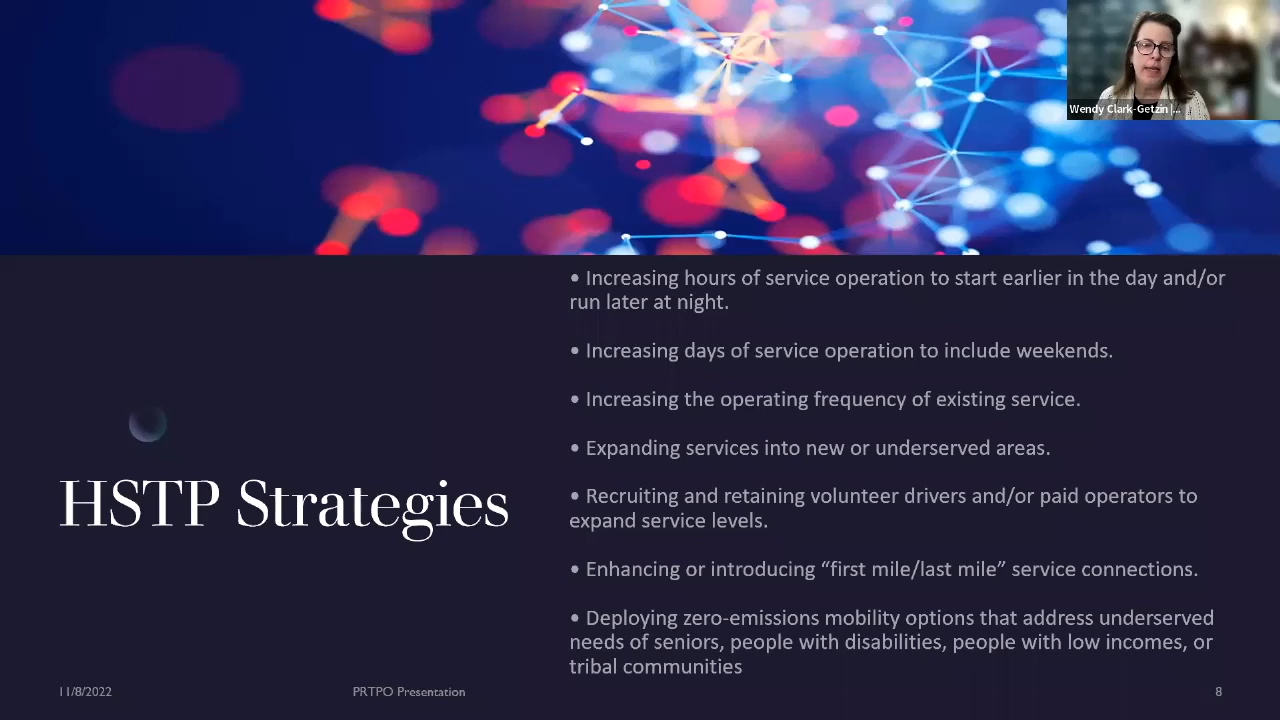 Wendy Clark-Getzin |...
• Increasing hours of service operation to start earlier in the day and/or
run later at night.
• Increasing days of service operation to include weekends.
• Increasing the operating frequency of existing service.
• Expanding services into new or underserved areas.
• Recruiting and retaining volunteer drivers and/or paid operators to
expand service levels.
• Enhancing or introducing “first mile/last mile” service connections.
• Deploying zero-emissions mobility options that address underserved
needs of seniors, people with disabilities, people with low incomes, or
tribal communities
HSTP Strategies
11/8/2022
PRTPO Presentation
8